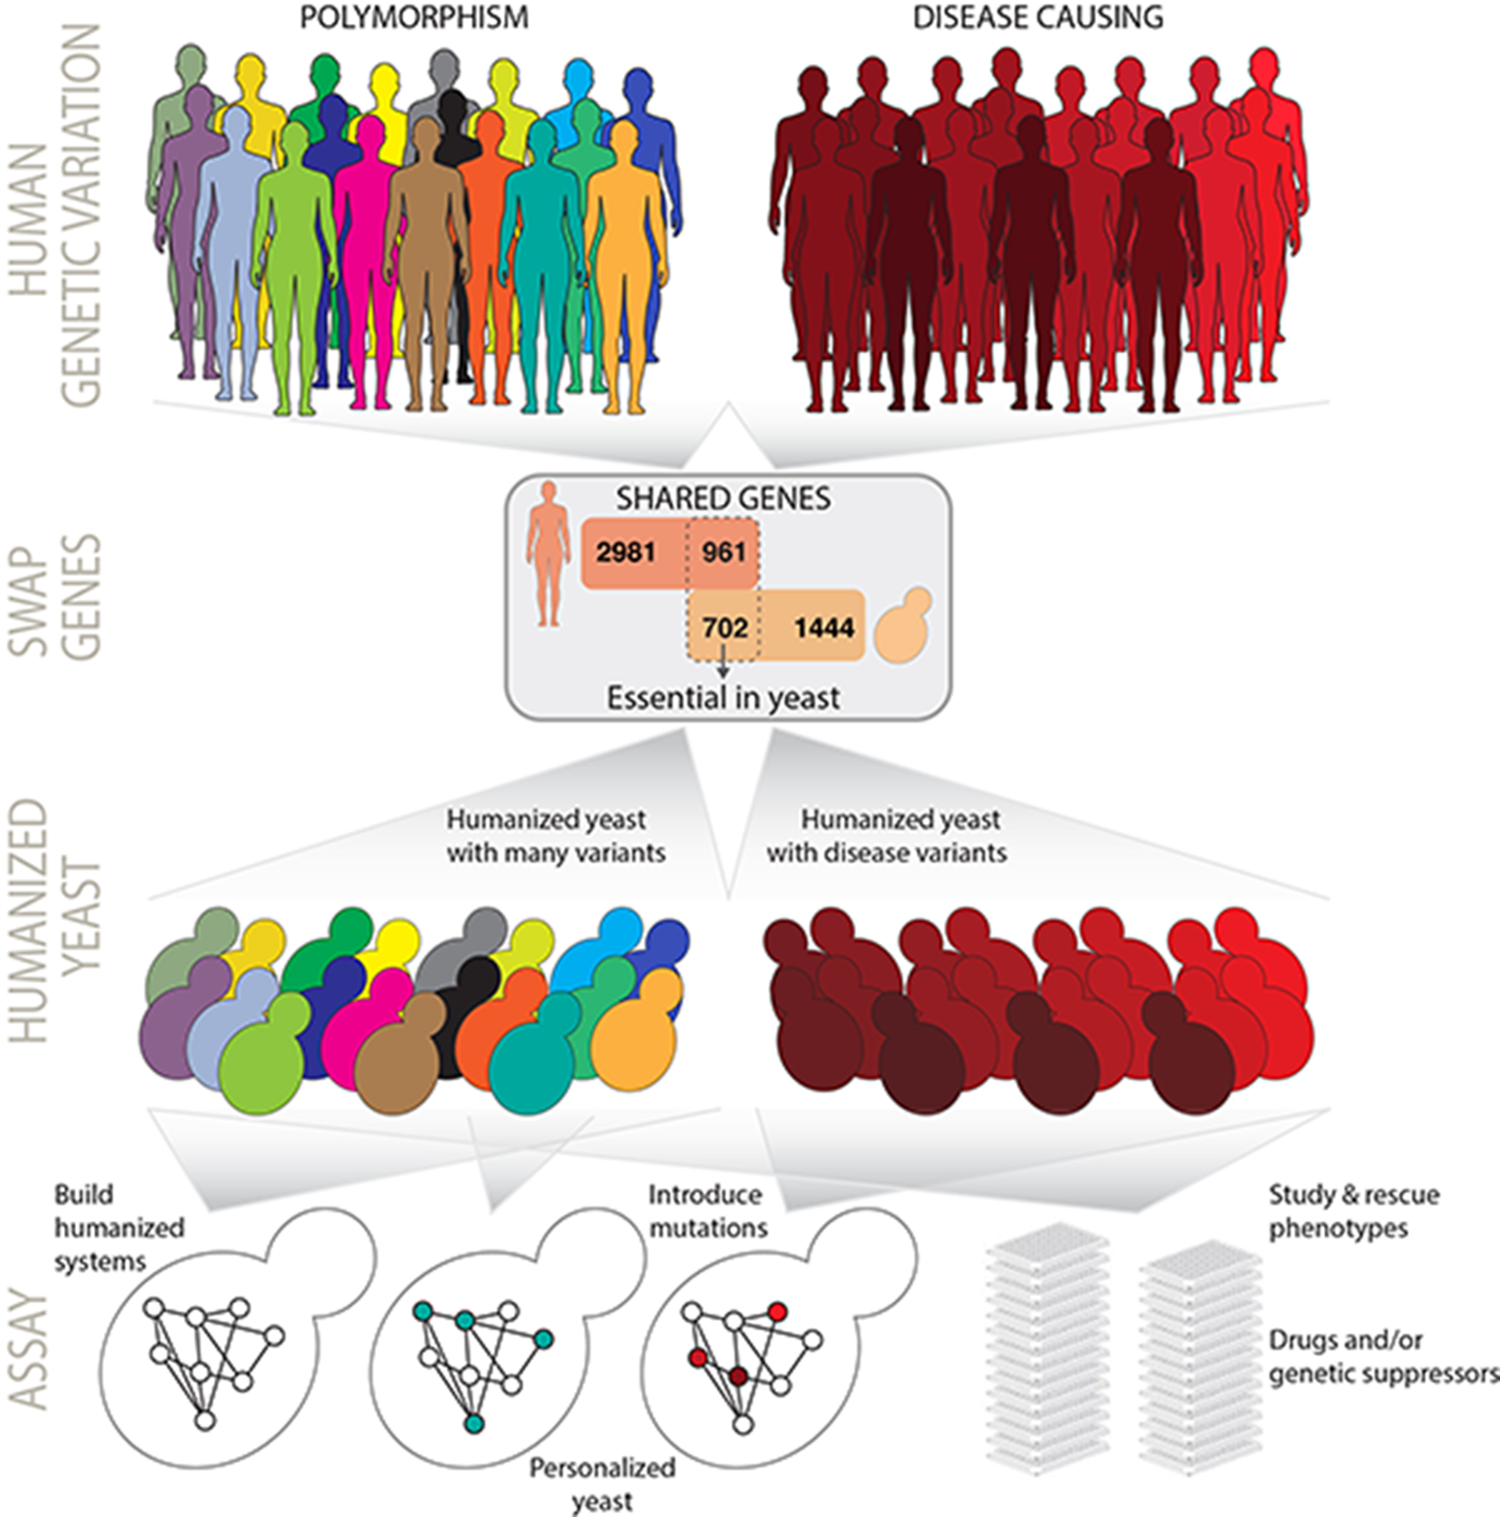 POLYMORPHISM
DISEASE CAUSING
HUMAN
GENETIC VARIATION
SWAP
GENES
SHARED GENES
2981
961
702
1444
Essential in yeast
HUMANIZED
YEAST
Humanized yeast
with many variants
Humanized yeast
with disease variants
ASSAY
Build
humanized
systems
Personalized
yeast
Introduce
mutations
Study & rescue
phenotypes
Drugs and/or
genetic suppressors